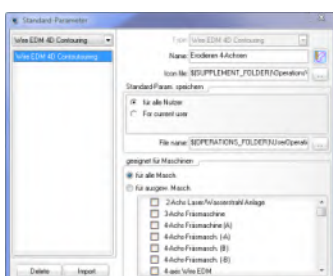 Standard-Parameter
Wire EDM 4D Contouring
Wire EDM 4D Contouring
Type Wire EDM 4D Contouring
Name: Erodieren 4-Achsen
Icon file $(SUPPLEMENT_FOLDER)\Operations\
Standard-Param. speichern
für alle Nutzer
For current user
File name: $(OPERATIONS_FOLDER)\UserOperati
geeignet für Maschinen
für alle Masch.
für ausgew. Masch.
2-Achs Laser/Wasserstrahl Anlage
3-Achs Fräsmaschine
4-Achs Fräsmaschine (A)
4-Achs Fräsmasch. (-A)
4-Achs Fräsmasch. (B)
4-Achs Fräsmasch. (-B)
4-axis Wire EDM
Delete Import